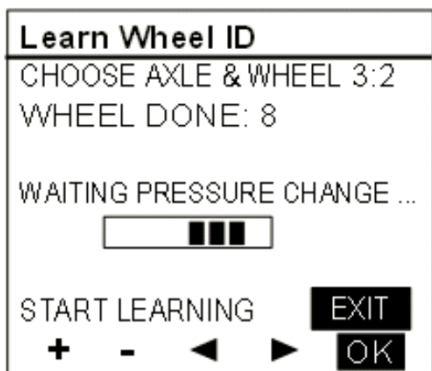 Learn Wheel ID
CHOOSE AXLE & WHEEL 3:2
WHEEL DONE: 8
WAITING PRESSURE CHANGE ...
START LEARNING EXIT
+ - ◀ ▶ OK